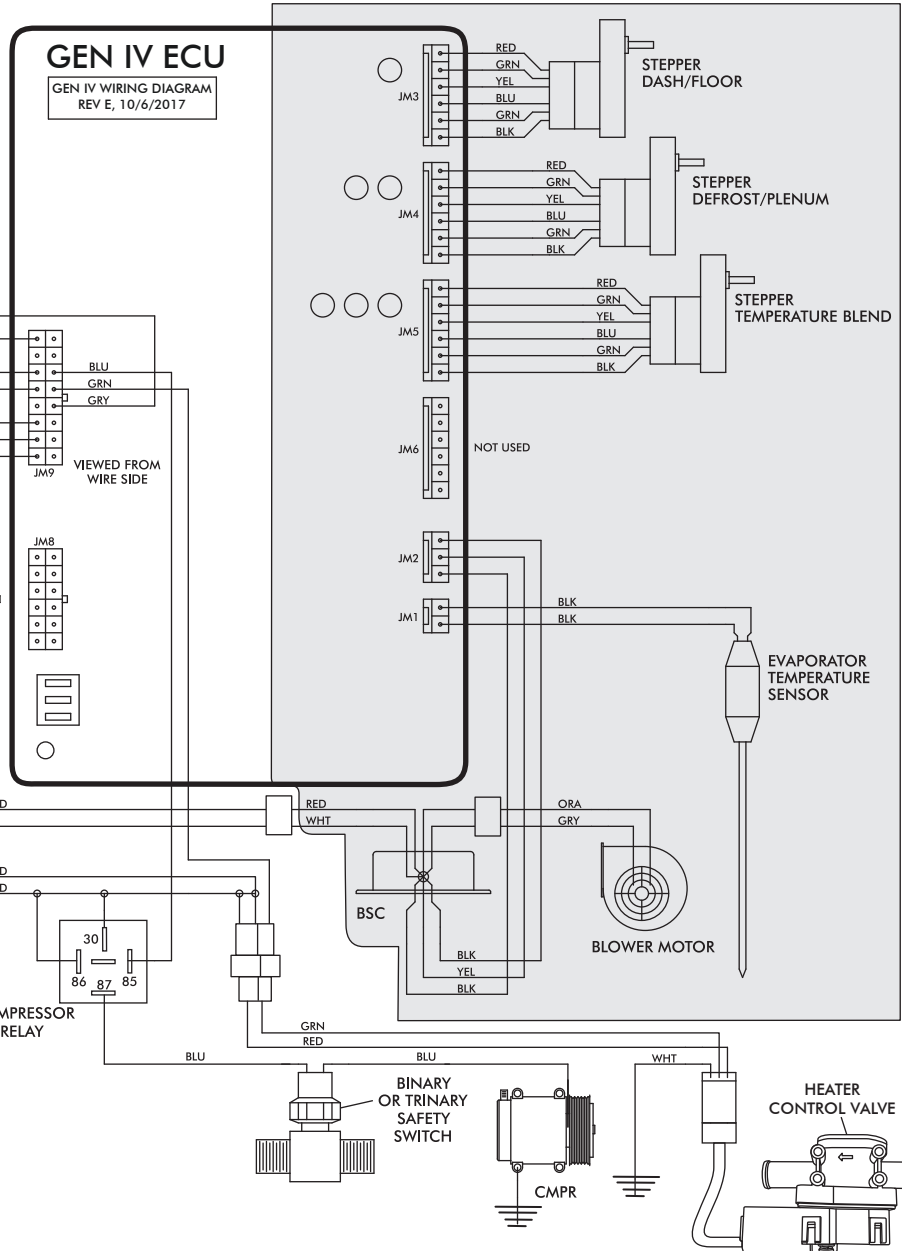 GEN IV ECU
GEN IV WIRING DIAGRAM
REV E, 10/6/2017
JM3
RED
GRN
YEL
BLU
GRN
BLK
STEPPER
DASH/FLOOR
JM4
RED
GRN
YEL
BLU
GRN
BLK
STEPPER
DEFROST/PLENUM
JM5
RED
GRN
YEL
BLU
GRN
BLK
STEPPER
TEMPERATURE BLEND
BLU
GRN
GRY
JM9
VIEWED FROM
WIRE SIDE
JM6
NOT USED
JM8
JM2
JM1
BLK
BLK
EVAPORATOR
TEMPERATURE
SENSOR
D
RED
WHT
ORA
GRY
D
D
BSC
BLOWER MOTOR
BLK
YEL
BLK
30
86
87
85
MPRESSOR
RELAY
GRN
RED
BLU
BLU
WHT
BINARY
OR TRINARY
SAFETY
SWITCH
CMPR
HEATER
CONTROL VALVE